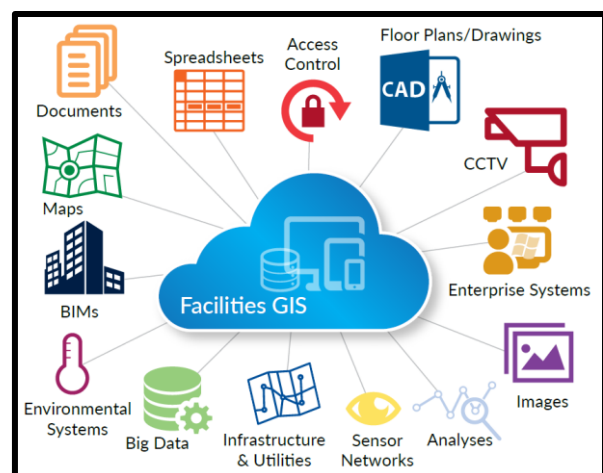 Access
Control
Floor Plans/Drawings
Spreadsheets
CAD
Documents
CCTV
Maps
BIMs
Facilities GIS
Enterprise Systems
Images
Environmental
Systems
Big Data
Infrastructure
& Utilities
Sensor
Networks
Analyses